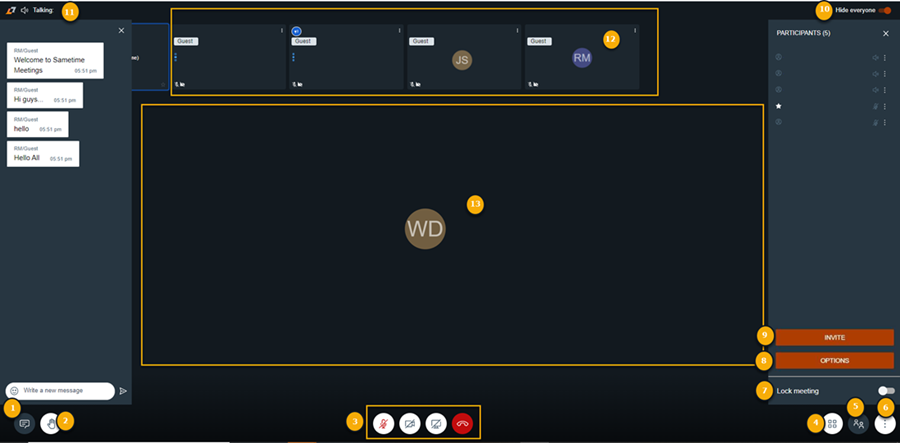 Talking:
11
10
Hide everyone
PARTICIPANTS (5)
RM/Guest
Welcome to Sametime
Meetings
05:51 pm
RM/Guest
Hi guys...
05:51 pm
RM/Guest
hello
05:51 pm
RM/Guest
Hello All
05:51 pm
Guest
Guest
Guest
JS
Guest
RM
12
13
WD
9
INVITE
8
OPTIONS
7
Lock meeting
Write a new message
1
2
3
4
5
6